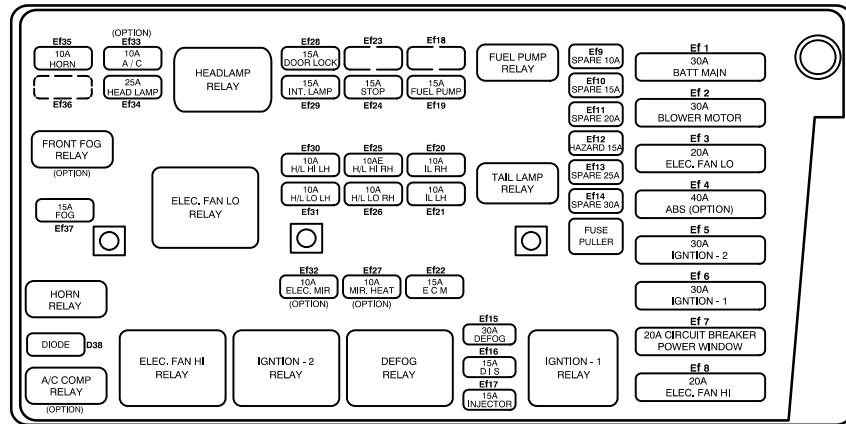 (OPTION)
Ef35
Ef33
10A
HORN
10A
A / C
25A
HEAD LAMP
Ef36
Ef34
HEADLAMP
RELAY
Ef28
Ef23
Ef18
15A
DOOR LOCK
15A
INT. LAMP
15A
STOP
15A
FUEL PUMP
Ef29
Ef24
Ef19
FUEL PUMP
RELAY
Ef9
SPARE 10A
Ef10
SPARE 15A
Ef11
SPARE 20A
Ef12
HAZARD 15A
Ef13
SPARE 25A
Ef14
SPARE 30A
FUSE
PULLER
Ef 1
30A
BATT MAIN
Ef 2
30A
BLOWER MOTOR
Ef 3
20A
ELEC. FAN LO
Ef 4
40A
ABS (OPTION)
Ef 5
30A
IGNTION - 2
Ef 6
30A
IGNTION - 1
Ef 7
20A CIRCUIT BREAKER
POWER WINDOW
Ef 8
20A
ELEC. FAN HI
FRONT FOG
RELAY
(OPTION)
15A
FOG
Ef37
ELEC. FAN LO
RELAY
Ef30
Ef25
Ef20
10A
H/L HI LH
10AE
H/L HI RH
10A
IL RH
10A
H/L LO LH
10A
H/L LO RH
10A
IL LH
Ef31
Ef26
Ef21
TAIL LAMP
RELAY
Ef32
Ef27
Ef22
10A
ELEC. MIR
10A
MIR. HEAT
15A
E C M
(OPTION)
(OPTION)
HORN
RELAY
DIODE
D38
A/C COMP
RELAY
(OPTION)
ELEC. FAN HI
RELAY
IGNTION - 2
RELAY
DEFOG
RELAY
Ef15
30A
DEFOG
Ef16
15A
D I S
Ef17
15A
INJECTOR
IGNTION - 1
RELAY